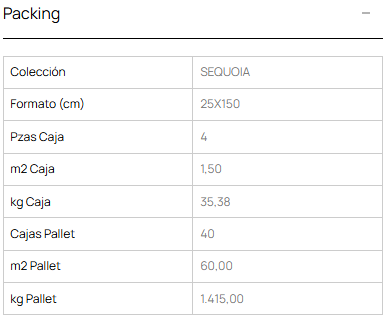 Packing
Colección SEQUOIA
Formato (cm) 25X150
Pzas Caja 4
m2 Caja 1,50
kg Caja 35,38
Cajas Pallet 40
m2 Pallet 60,00
kg Pallet 1.415,00